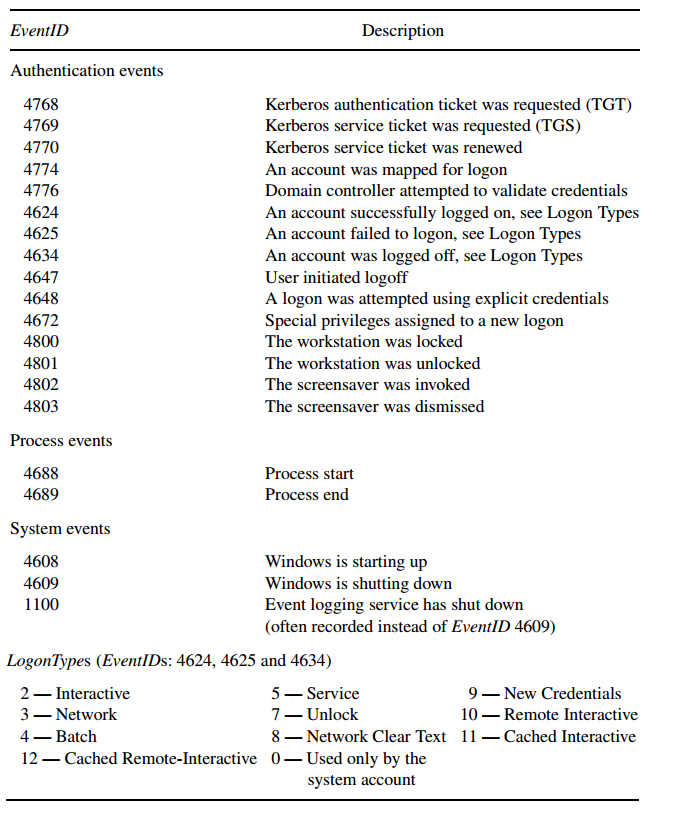 EventID Description
Authentication events
4768 Kerberos authentication ticket was requested (TGT)
4769 Kerberos service ticket was requested (TGS)
4770 Kerberos service ticket was renewed
4774 An account was mapped for logon
4776 Domain controller attempted to validate credentials
4624 An account successfully logged on, see Logon Types
4625 An account failed to logon, see Logon Types
4634 An account was logged off, see Logon Types
4647 User initiated logoff
4648 A logon was attempted using explicit credentials
4672 Special privileges assigned to a new logon
4800 The workstation was locked
4801 The workstation was unlocked
4802 The screensaver was invoked
4803 The screensaver was dismissed
Process events
4688 Process start
4689 Process end
System events
4608 Windows is starting up
4609 Windows is shutting down
1100 Event logging service has shut down
(often recorded instead of EventID 4609)
LogonTypes (EventIDs: 4624, 4625 and 4634)
2 — Interactive 5 — Service 9 — New Credentials
3 — Network 7 — Unlock 10 — Remote Interactive
4 — Batch 8 — Network Clear Text 11 — Cached Interactive
12 — Cached Remote-Interactive 0 — Used only by the
system account